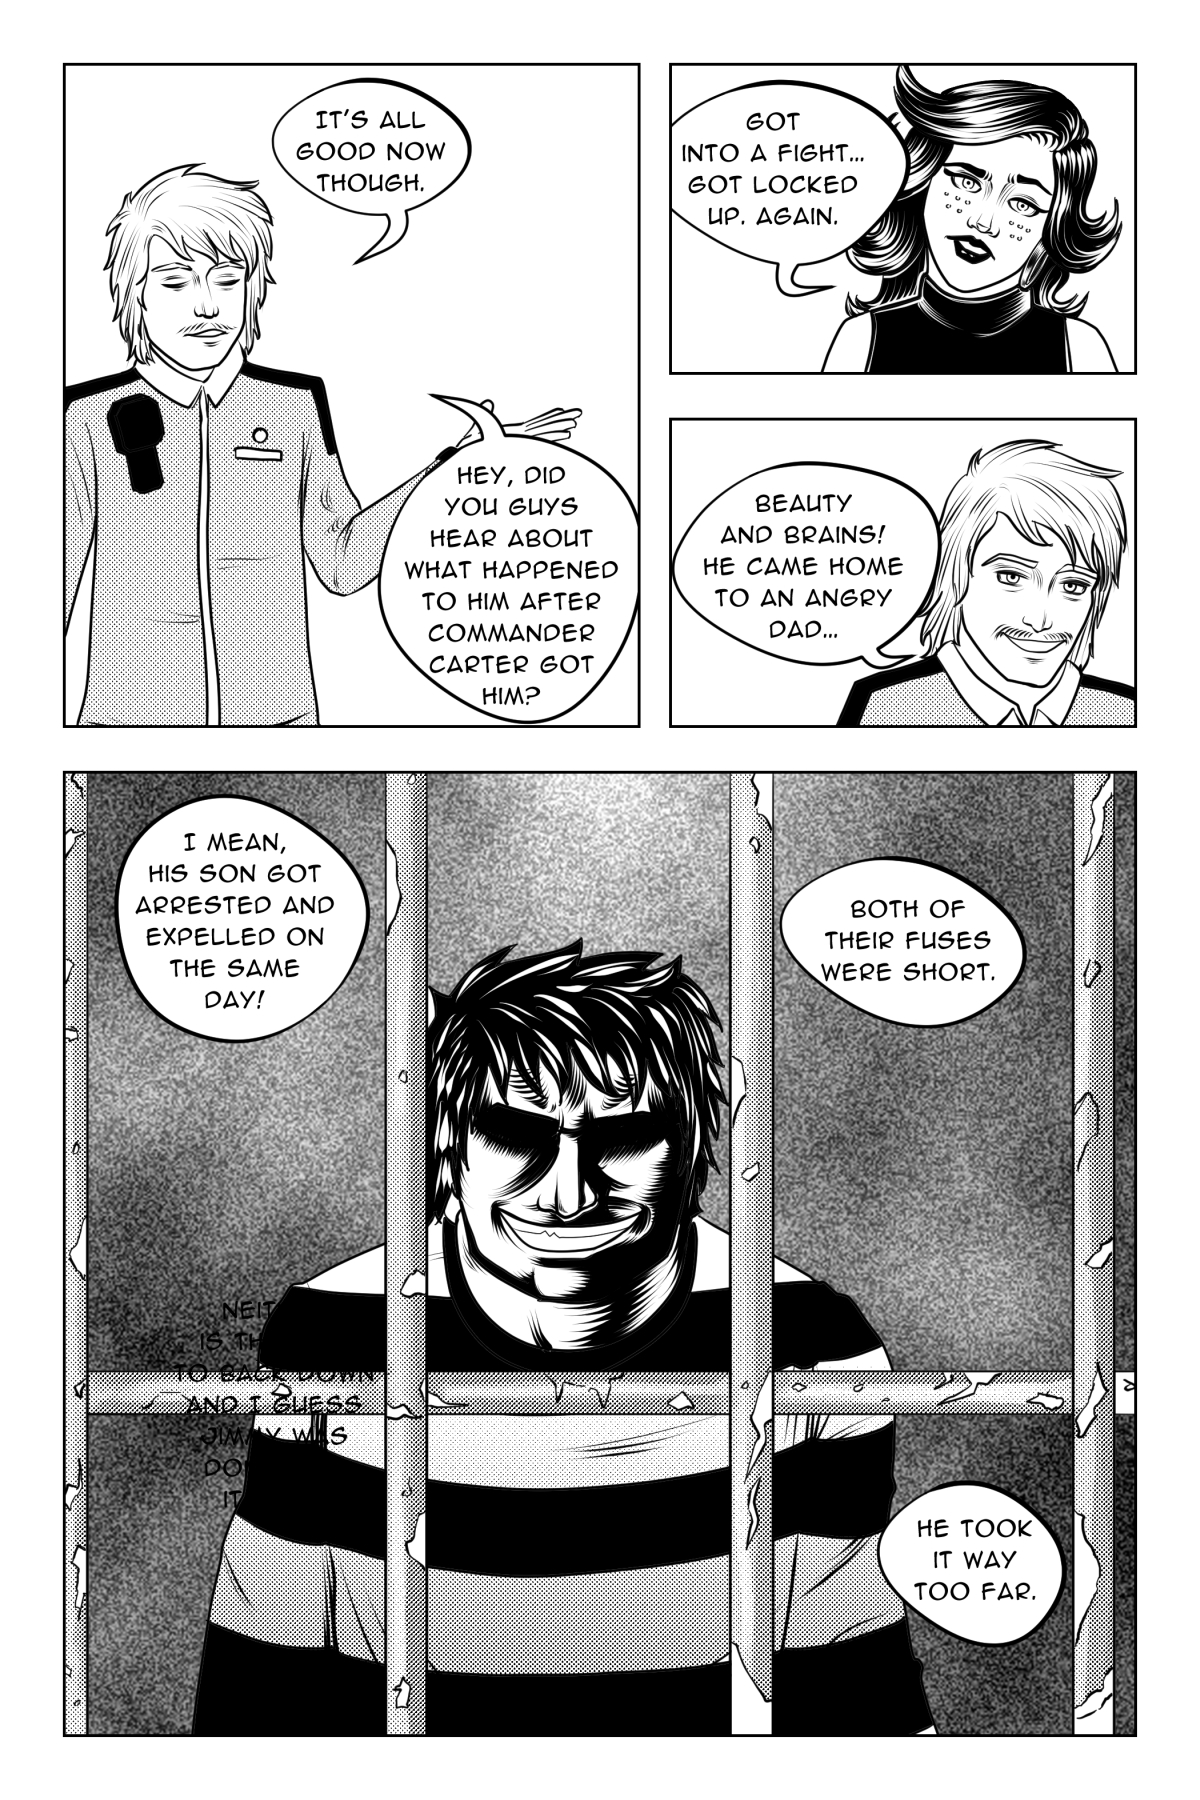 IT'S ALL
GOOD NOW
THOUGH.
HEY, DID
YOU GUYS
HEAR ABOUT
WHAT HAPPENED
TO HIM AFTER
COMMANDER
CARTER GOT
HIM?
GOT
INTO A FIGHT...
GOT LOCKED
UP. AGAIN.
BEAUTY
AND BRAINS!
HE CAME HOME
TO AN ANGRY
DAD...
I MEAN,
HIS SON GOT
ARRESTED AND
EXPELLED ON
THE SAME
DAY!
BOTH OF
THEIR FUSES
WERE SHORT.
IS
TO BACK DOWN
AND I GUESS
JIMMY WAS
HE TOOK
IT WAY
TOO FAR.